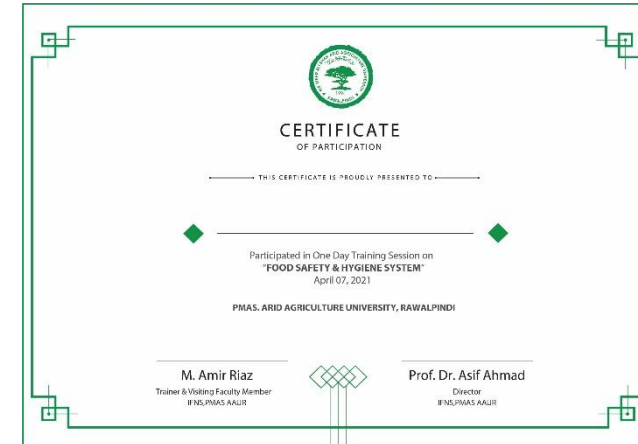 CERTIFICATE
OF PARTICIPATION
THIS CERTIFICATE IS PROUDLY PRESENTED TO
Participated in One Day Training Session on
"FOOD SAFETY & HYGIENE SYSTEM"
April 07, 2021
PMAS. ARID AGRICULTURE UNIVERSITY, RAWALPINDI
M. Amir Riaz
Trainer & Visiting Faculty Member
IFNS,PMAS AAUR
Prof. Dr. Asif Ahmad
Director
IFNS,PMAS AAUR